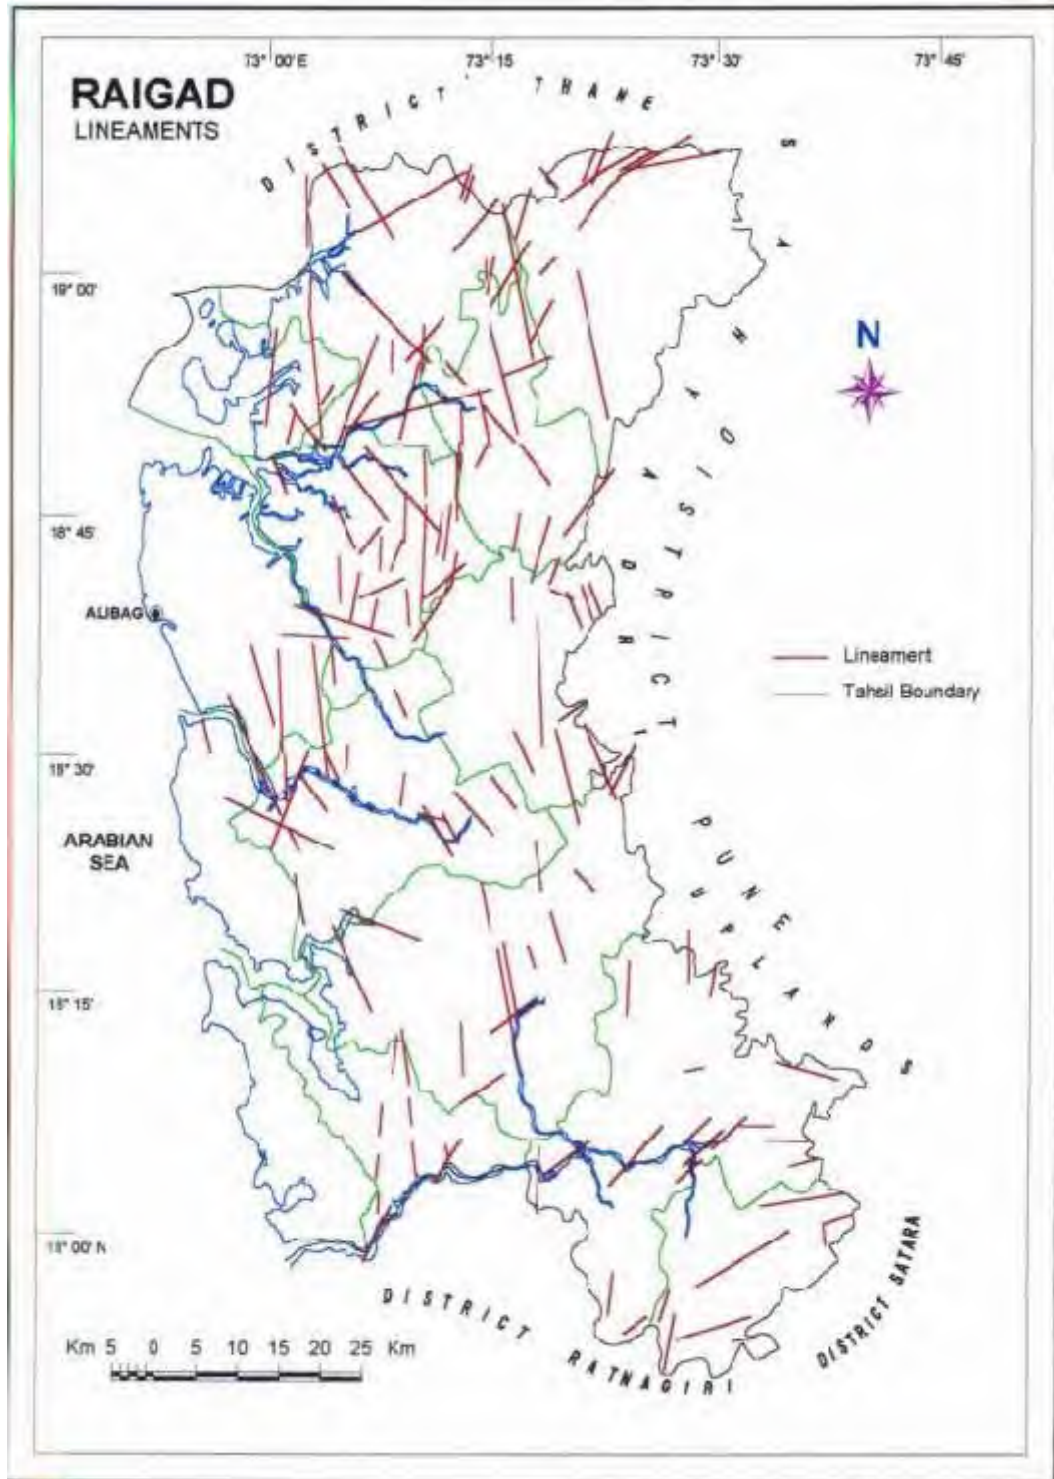 73° 00' E
73° 15
73° 30'
73° 45'
RAIGAD
LINEAMENTS
DISTRICT THANE
SAHYADRI
19° 00'
N
18° 45'
ALIBAG
DISTRICT
Lineament
Tahsil Boundary
18° 30'
ARABIAN
SEA
PUNE
UPLANDS
18° 15'
18° 00' N
DISTRICT RATNAGIRI
DISTRICT SATARA
Km 5 0 5 10 15 20 25 Km